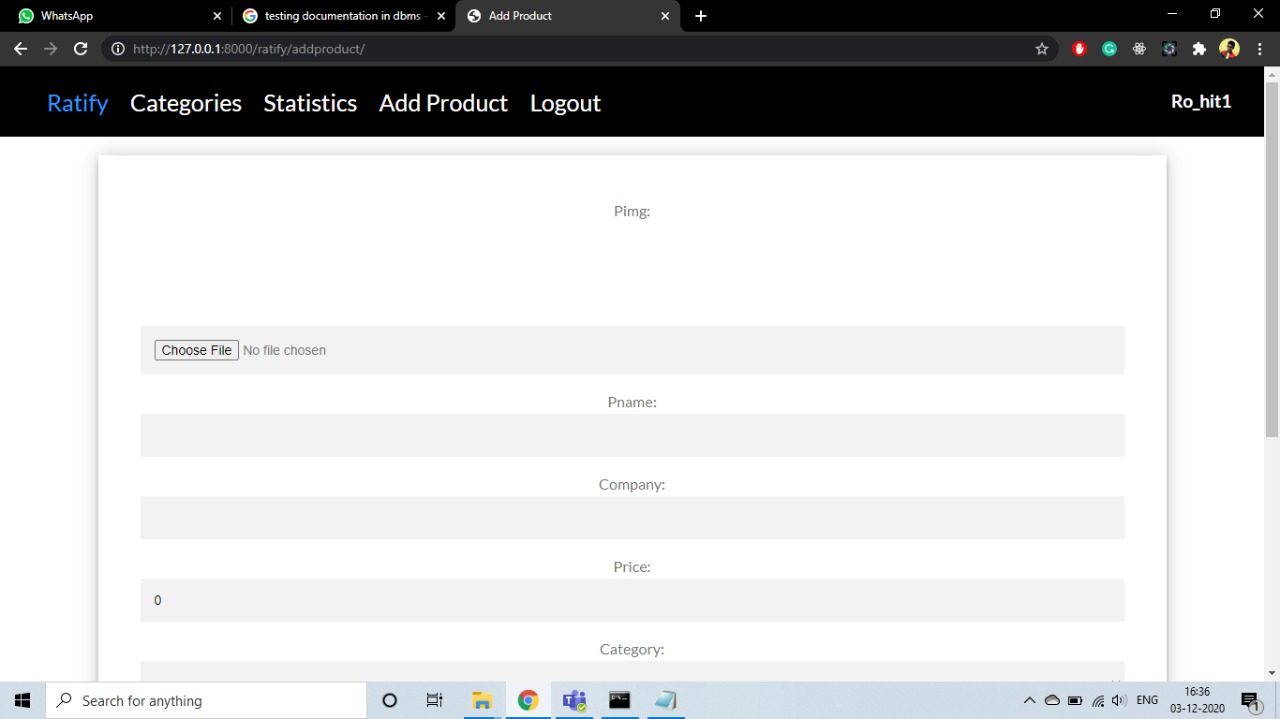 WhatsApp
testing documentation in dbms -
Add Product
http://127.0.0.1:8000/ratify/addproduct/
Ratify Categories Statistics Add Product Logout
Ro_hit1
Pimg:
Choose File No file chosen
Pname:
Company:
Price:
0
Category:
Search for anything
ENG
16:36
03-12-2020
1